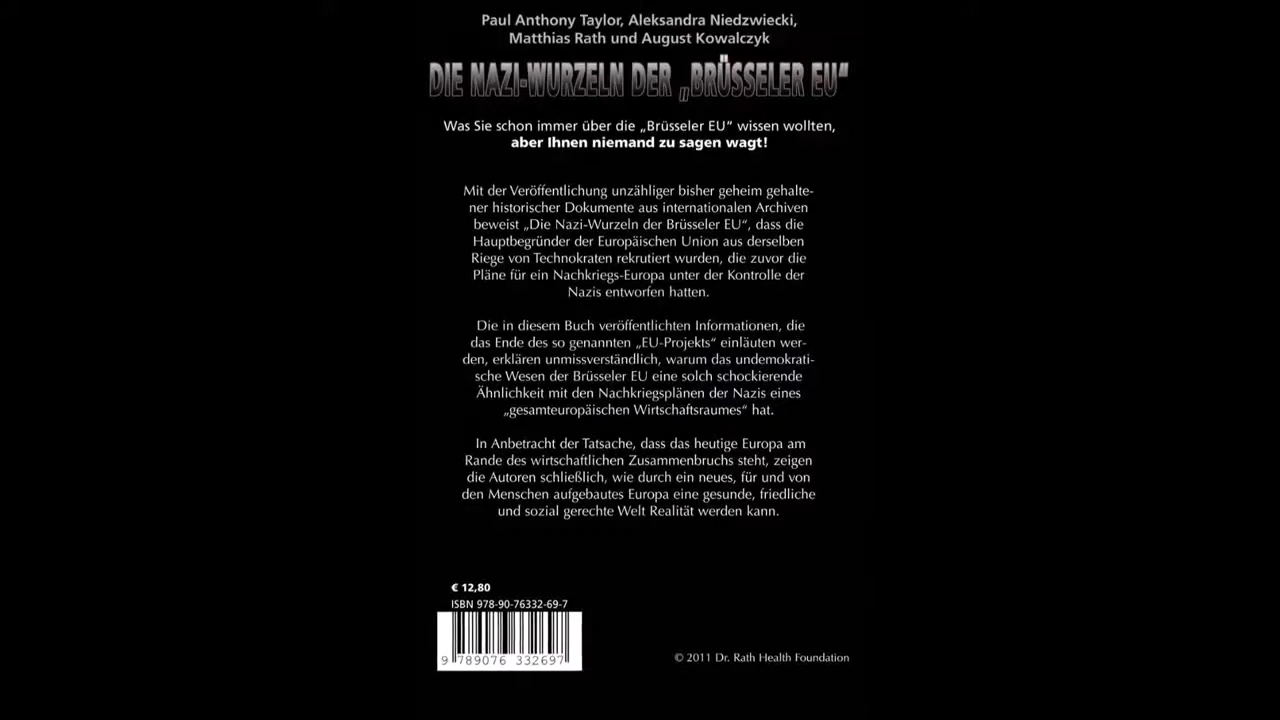 Paul Anthony Taylor, Aleksandra Niedzwiecki,
Matthias Rath und August Kowalczyk
DIE NAZI-WURZELN DER „BRÜSSELER EU“
Was Sie schon immer über die „Brüsseler EU“ wissen wollten,
aber Ihnen niemand zu sagen wagt!
Mit der Veröffentlichung unzähliger bisher geheim gehalte-
ner historischer Dokumente aus internationalen Archiven
beweist „Die Nazi-Wurzeln der Brüsseler EU“, dass die
Hauptbegründer der Europäischen Union aus derselben
Riege von Technokraten rekrutiert wurden, die zuvor die
Pläne für ein Nachkriegs-Europa unter der Kontrolle der
Nazis entworfen hatten.
Die in diesem Buch veröffentlichten Informationen, die
das Ende des so genannten „EU-Projekts“ einläuten wer-
den, erklären unmissverständlich, warum das undemokrati-
sche Wesen der Brüsseler EU eine solch schockierende
Ähnlichkeit mit den Nachkriegsplänen der Nazis eines
„gesamteuropäischen Wirtschaftsraumes“ hat.
In Anbetracht der Tatsache, dass das heutige Europa am
Rande des wirtschaftlichen Zusammenbruchs steht, zeigen
die Autoren schließlich, wie durch ein neues, für und von
den Menschen aufgebautes Europa eine gesunde, friedliche
und sozial gerechte Welt Realität werden kann.
€ 12,80
ISBN 978-90-76332-69-7
9 789076 332697
© 2011 Dr. Rath Health Foundation